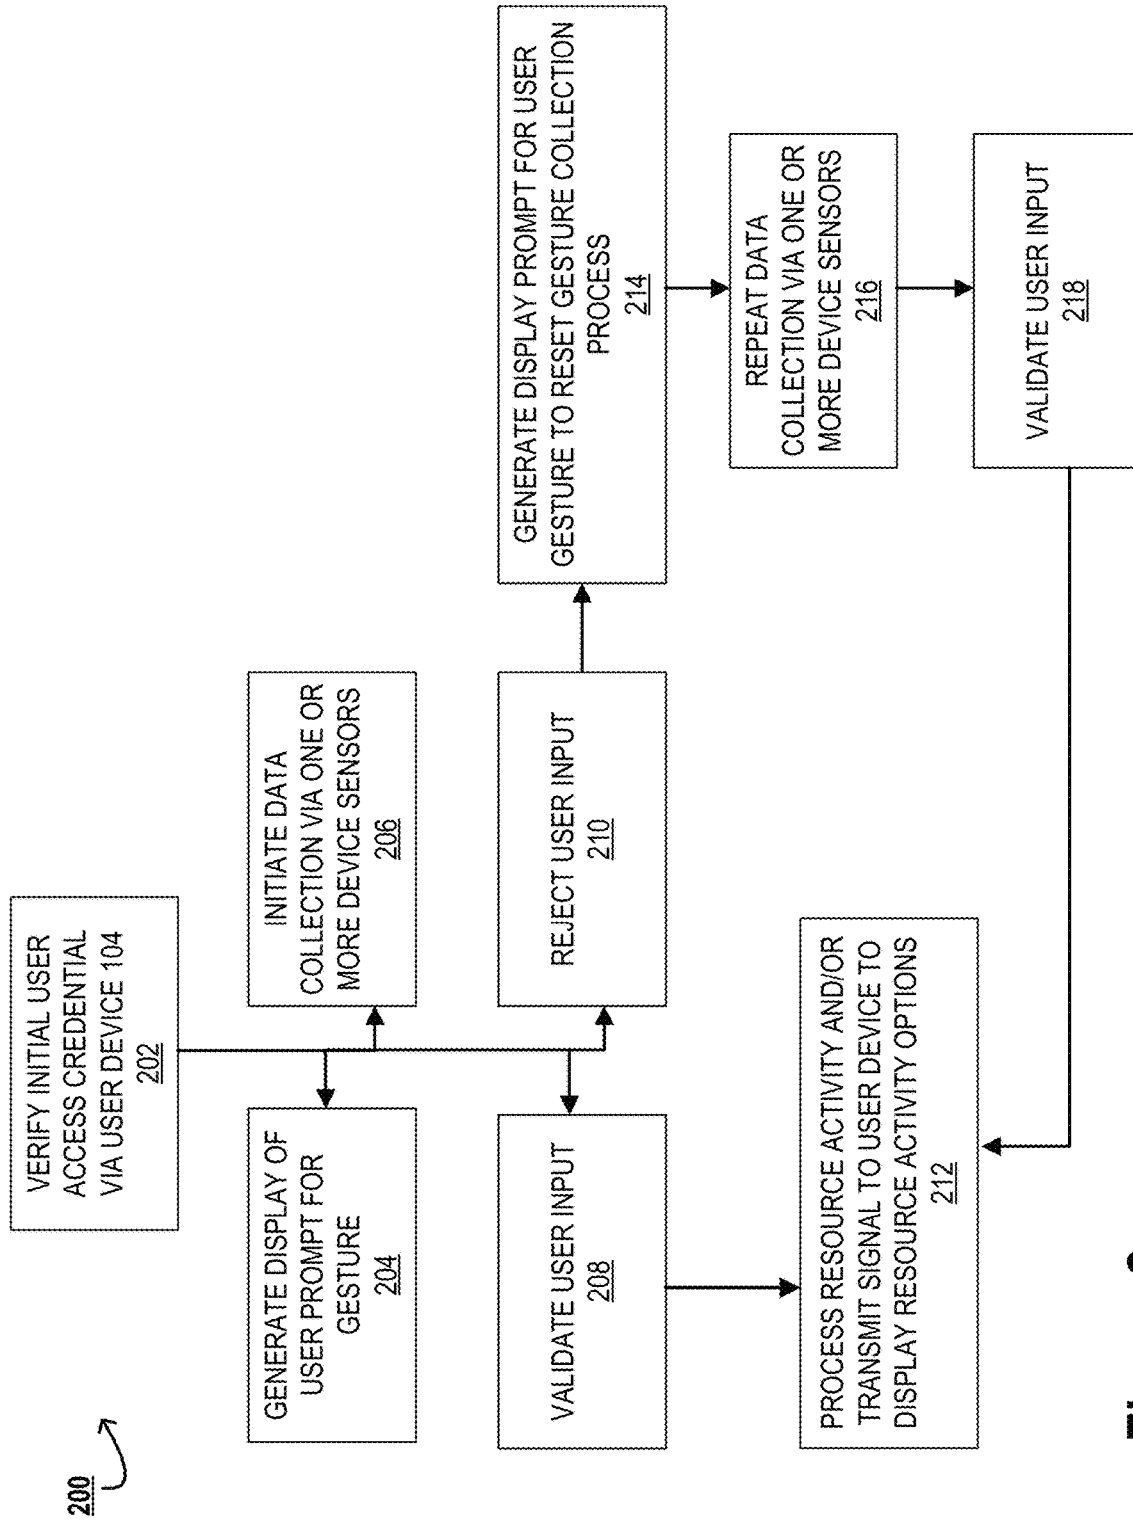 200
VERIFY INITIAL USER
ACCESS CREDENTIAL
VIA USER DEVICE 104
202
GENERATE DISPLAY OF
USER PROMPT FOR
GESTURE
204
INITIATE DATA
COLLECTION VIA ONE OR
MORE DEVICE SENSORS
206
VALIDATE USER INPUT
208
REJECT USER INPUT
210
GENERATE DISPLAY PROMPT FOR USER
GESTURE TO RESET GESTURE COLLECTION
PROCESS
214
REPEAT DATA
COLLECTION VIA ONE OR
MORE DEVICE SENSORS
216
VALIDATE USER INPUT
218
PROCESS RESOURCE ACTIVITY AND/OR
TRANSMIT SIGNAL TO USER DEVICE TO
DISPLAY RESOURCE ACTIVITY OPTIONS
212